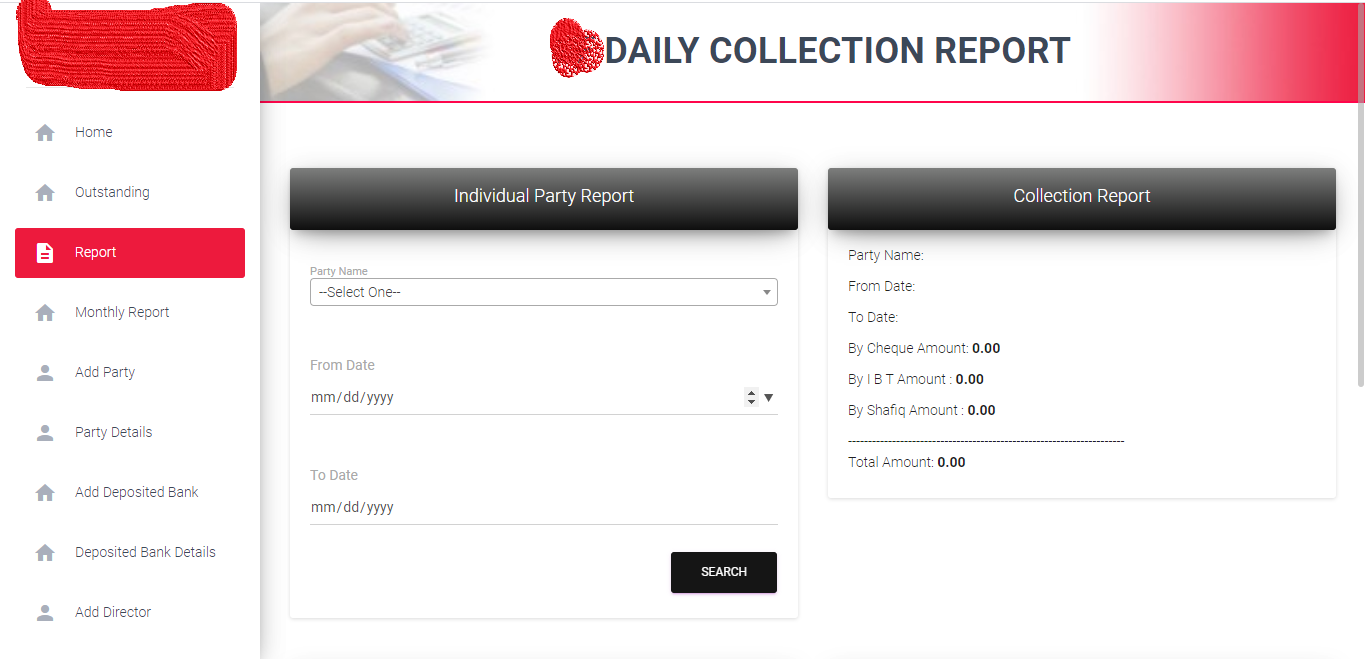 DAILY COLLECTION REPORT
Home
Outstanding
Report
Monthly Report
Add Party
Party Details
Add Deposited Bank
Deposited Bank Details
Add Director
Individual Party Report
Party Name
--Select One--
From Date
mm/dd/yyyy
To Date
mm/dd/yyyy
SEARCH
Collection Report
Party Name:
From Date:
To Date:
By Cheque Amount: 0.00
By I B T Amount : 0.00
By Shafiq Amount : 0.00
---------------------------------------------------------------------
Total Amount: 0.00